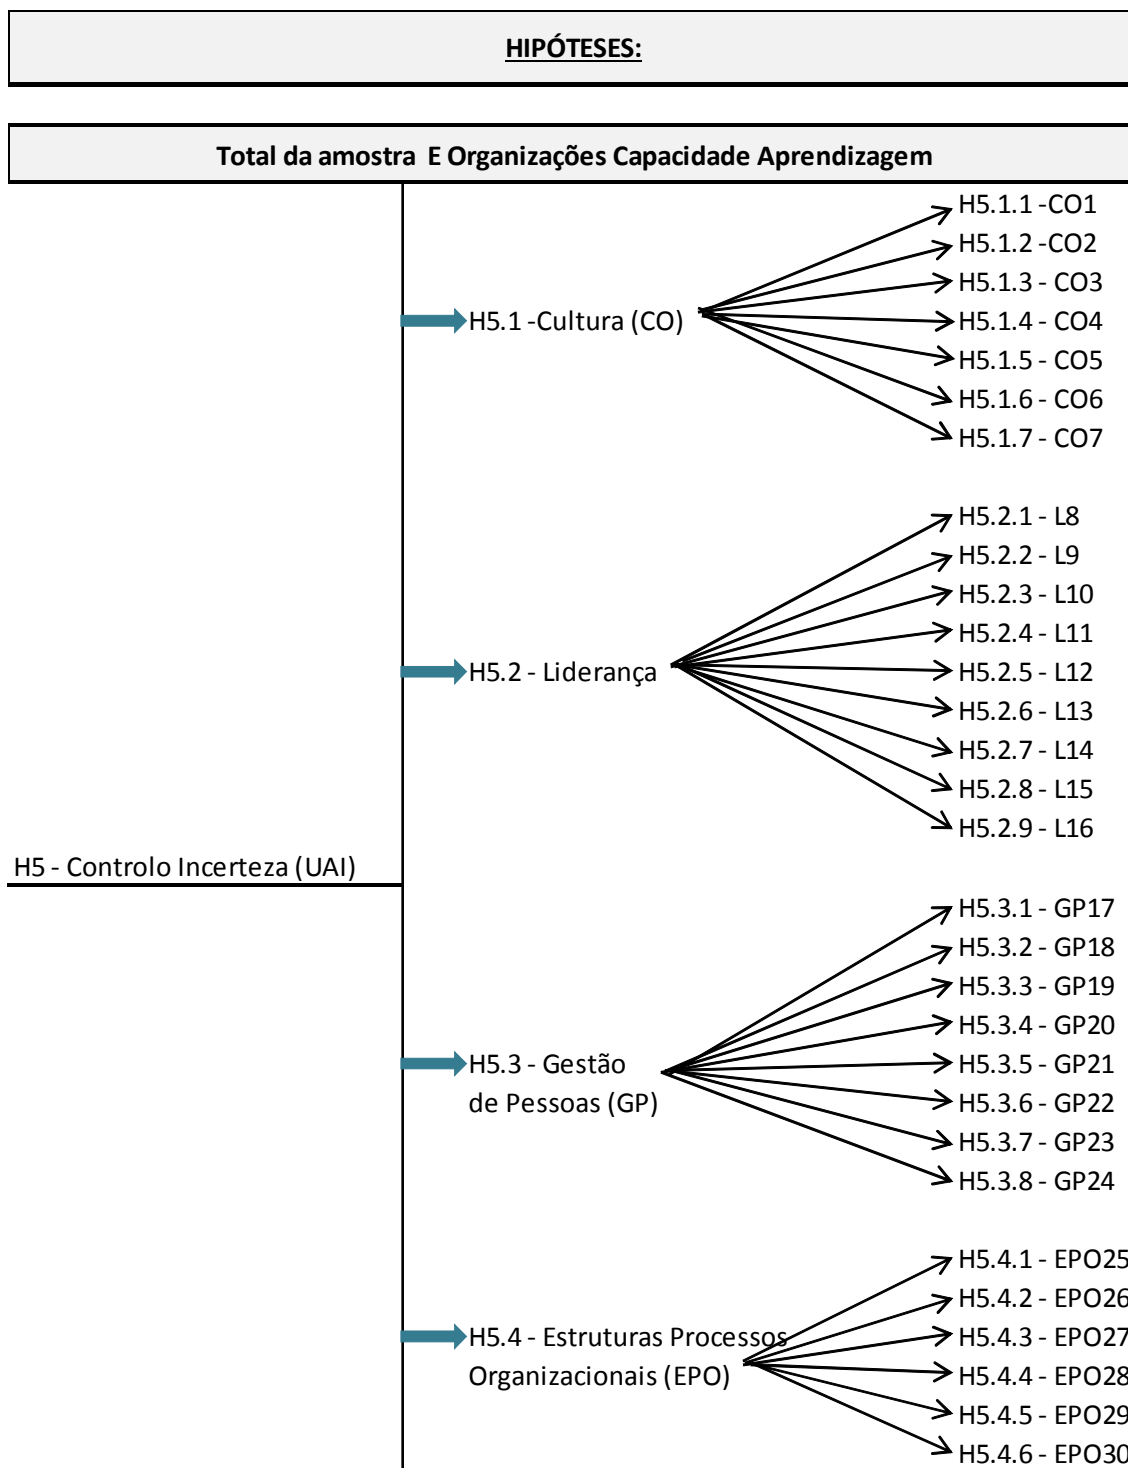 HIPÓTESES:
Total da amostra E Organizações Capacidade Aprendizagem
H5 - Controlo Incerteza (UAI)
H5.1 -Cultura (CO)
H5.1.1 -CO1
H5.1.2 -CO2
H5.1.3 - CO3
H5.1.4 - CO4
H5.1.5 - CO5
H5.1.6 - CO6
H5.1.7 - CO7
H5.2 - Liderança
H5.2.1 - L8
H5.2.2 - L9
H5.2.3 - L10
H5.2.4 - L11
H5.2.5 - L12
H5.2.6 - L13
H5.2.7 - L14
H5.2.8 - L15
H5.2.9 - L16
H5.3 - Gestão
de Pessoas (GP)
H5.3.1 - GP17
H5.3.2 - GP18
H5.3.3 - GP19
H5.3.4 - GP20
H5.3.5 - GP21
H5.3.6 - GP22
H5.3.7 - GP23
H5.3.8 - GP24
H5.4 - Estruturas Processos
Organizacionais (EPO)
H5.4.1 - EPO25
H5.4.2 - EPO26
H5.4.3 - EPO27
H5.4.4 - EPO28
H5.4.5 - EPO29
H5.4.6 - EPO30